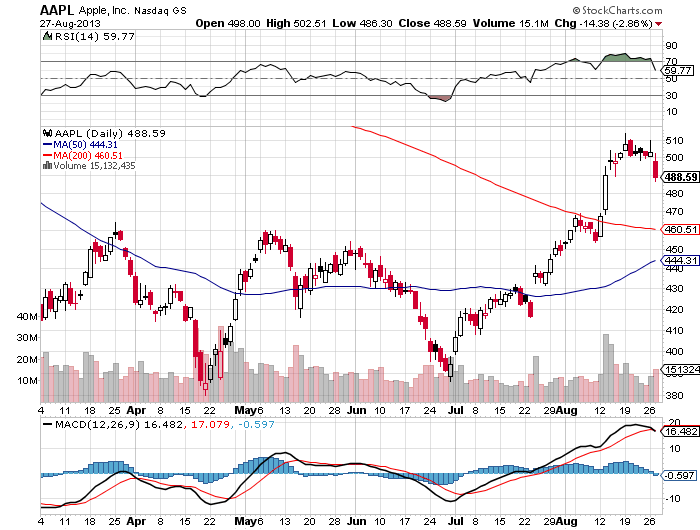 AAPL Apple, Inc. Nasdaq GS © StockCharts.com
27-Aug-2013 Open 498.00 High 502.51 Low 486.30 Close 488.59 Volume 15.1M Chg -14.38 (-2.86%)
RSI(14) 59.77
90
70
59.77
50
30
10
AAPL (Daily) 488.59
MA(50) 444.31
MA(200) 460.51
Volume 15,132,435
510
500
488.59
480
470
460.51
450
444.31
440
430
420
410
400
390
380
40M
30M
20M
10M
151324
4 11 18 25 Apr 8 15 22 May 6 13 20 Jun 10 17 24 Jul 8 15 22 29 Aug 12 19 26
MACD(12,26,9) 16.482, 17.079, -0.597
20
16.482
10
-0.597
-10
4 11 18 25 Apr 8 15 22 May 6 13 20 Jun 10 17 24 Jul 8 15 22 29 Aug 12 19 26